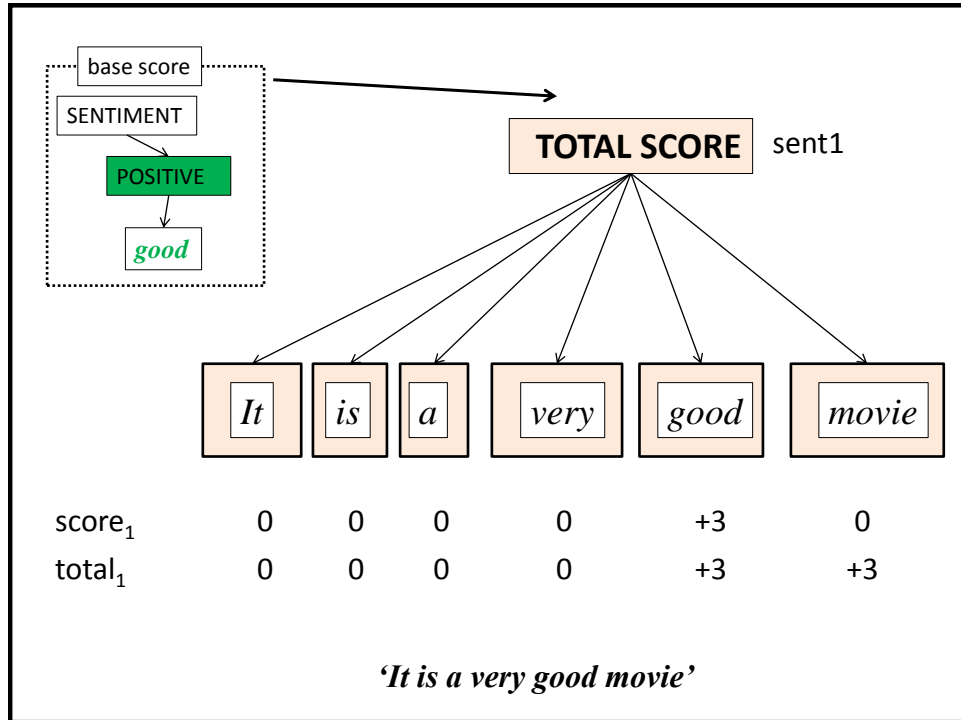 base score
SENTIMENT
POSITIVE
good
TOTAL SCORE sent1
It is a very good movie
score₁ 0 0 0 0 +3 0
total₁ 0 0 0 0 +3 +3
‘It is a very good movie’